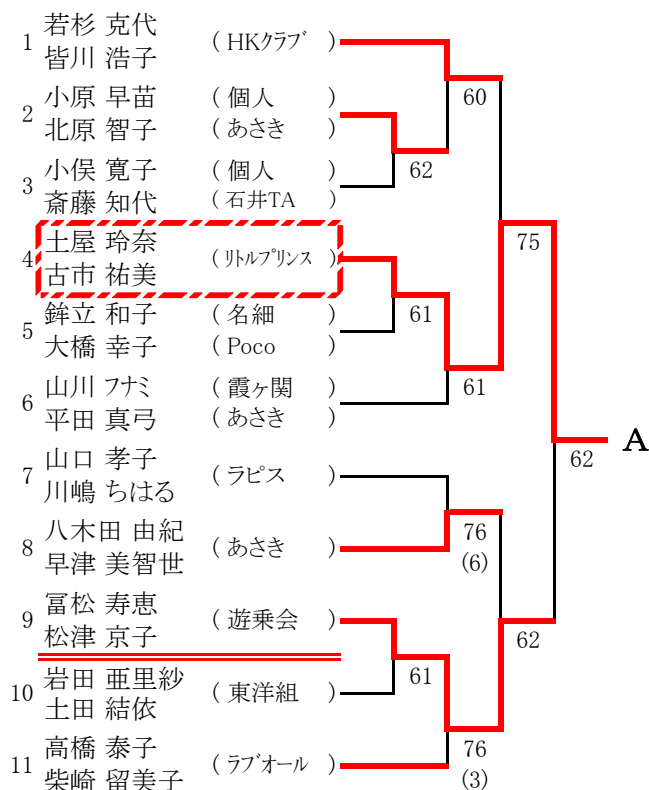 1 若杉 克代 (HKクラブ)
皆川 浩子
60
2 小原 早苗 (個人)
北原 智子 (あさき)
62
3 小俣 寛子 (個人)
斎藤 知代 (石井TA)
75
4 土屋 玲奈 (リトルプリンス)
古市 祐美
61
5 鉾立 和子 (名細)
大橋 幸子 (Poco)
61
6 山川 フナミ (霞ヶ関)
平田 真弓 (あさき)
62 A
7 山口 孝子 (ラピス)
川嶋 ちはる
76
(6)
8 八木田 由紀 (あさき)
早津 美智世
9 冨松 寿恵 (遊乗会)
松津 京子
62
61
10 岩田 亜里紗 (東洋組)
土田 結依
76
(3)
11 高橋 泰子 (ラブオール)
柴崎 留美子